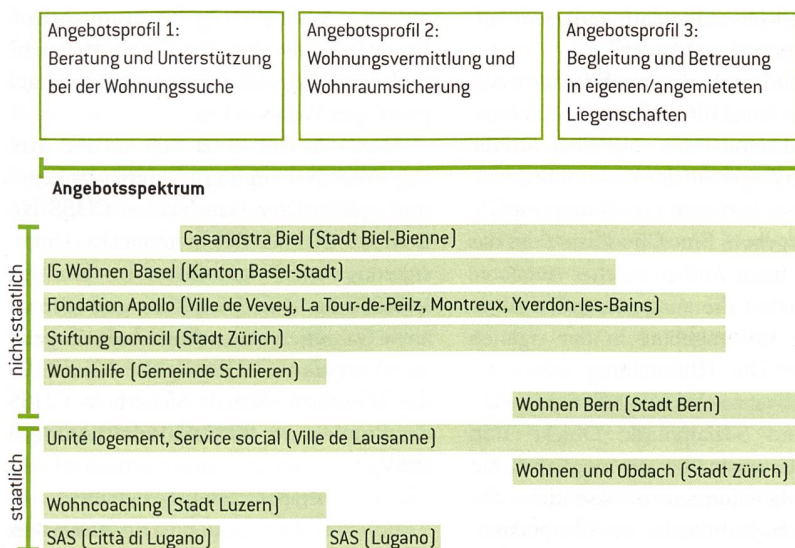 Angebotsprofil 1:
Beratung und Unterstützung
bei der Wohnungssuche
Angebotsprofil 2:
Wohnungsvermittlung und
Wohnraumsicherung
Angebotsprofil 3:
Begleitung und Betreuung
in eigenen/angemieteten
Liegenschaften
Angebotsspektrum
nicht-staatlich
Casanostra Biel (Stadt Biel-Bienne)
IG Wohnen Basel (Kanton Basel-Stadt)
Fondation Apollo (Ville de Vevey, La Tour-de-Peilz, Montreux, Yverdon-les-Bains)
Stiftung Domicil (Stadt Zürich)
Wohnhilfe (Gemeinde Schlieren)
Wohnen Bern (Stadt Bern)
staatlich
Unité logement, Service social (Ville de Lausanne)
Wohnen und Obdach (Stadt Zürich)
Wohncoaching (Stadt Luzern)
SAS (Città di Lugano)
SAS (Lugano)